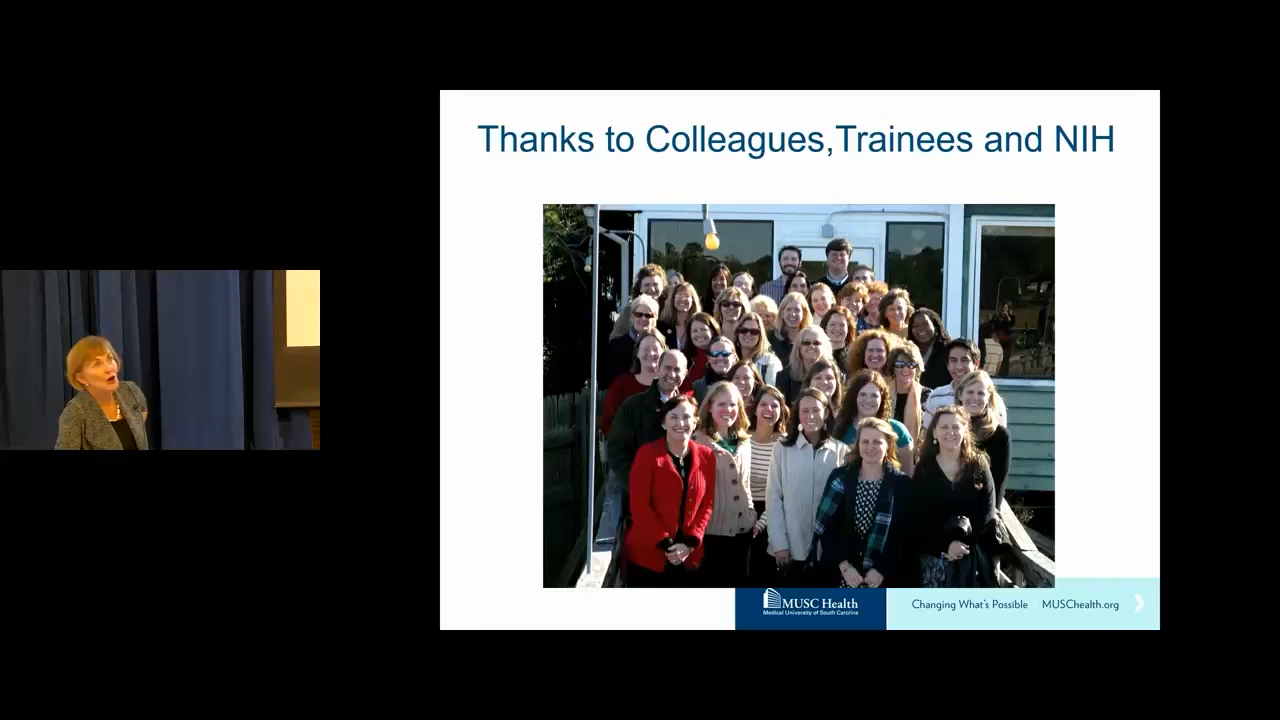 Thanks to Colleagues,Trainees and NIH
MUSC Health
Medical University of South Carolina
Changing What's Possible
MUSChealth.org